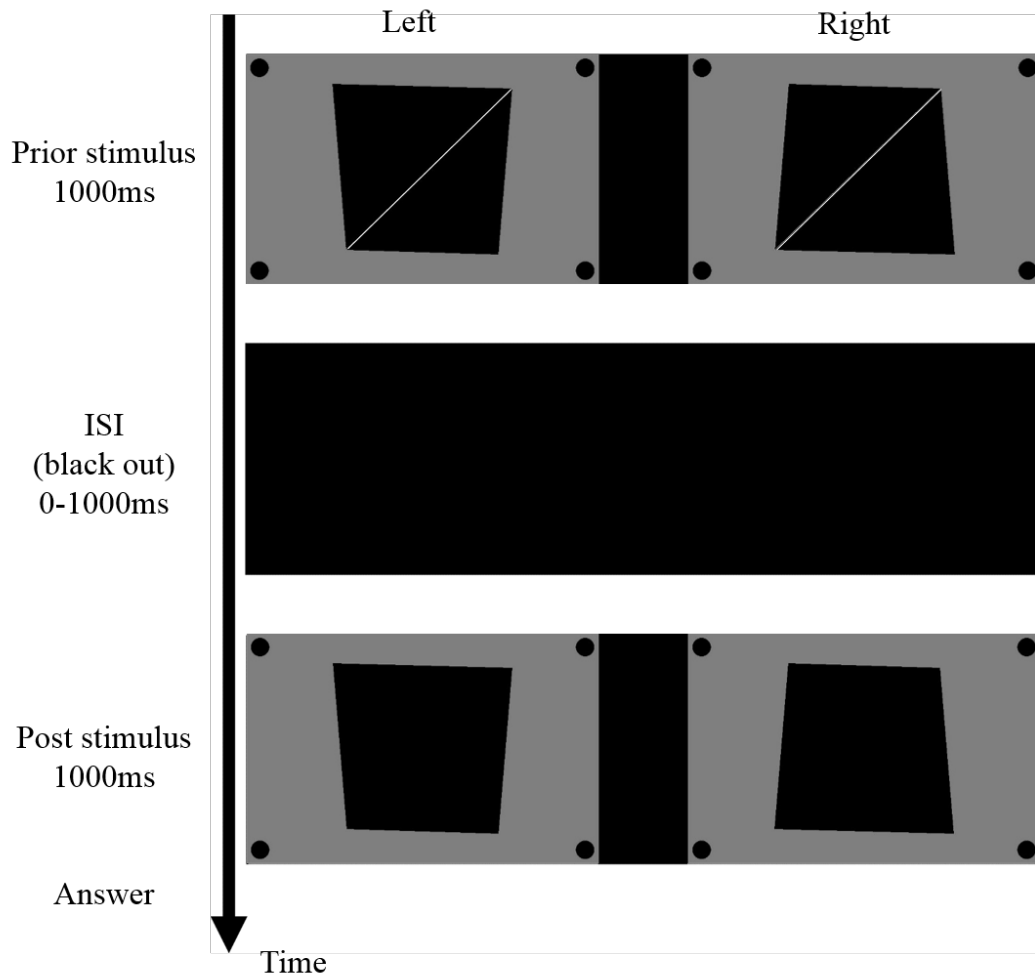 Left
Right
Prior stimulus
1000ms
ISI
(black out)
0-1000ms
Post stimulus
1000ms
Answer
Time